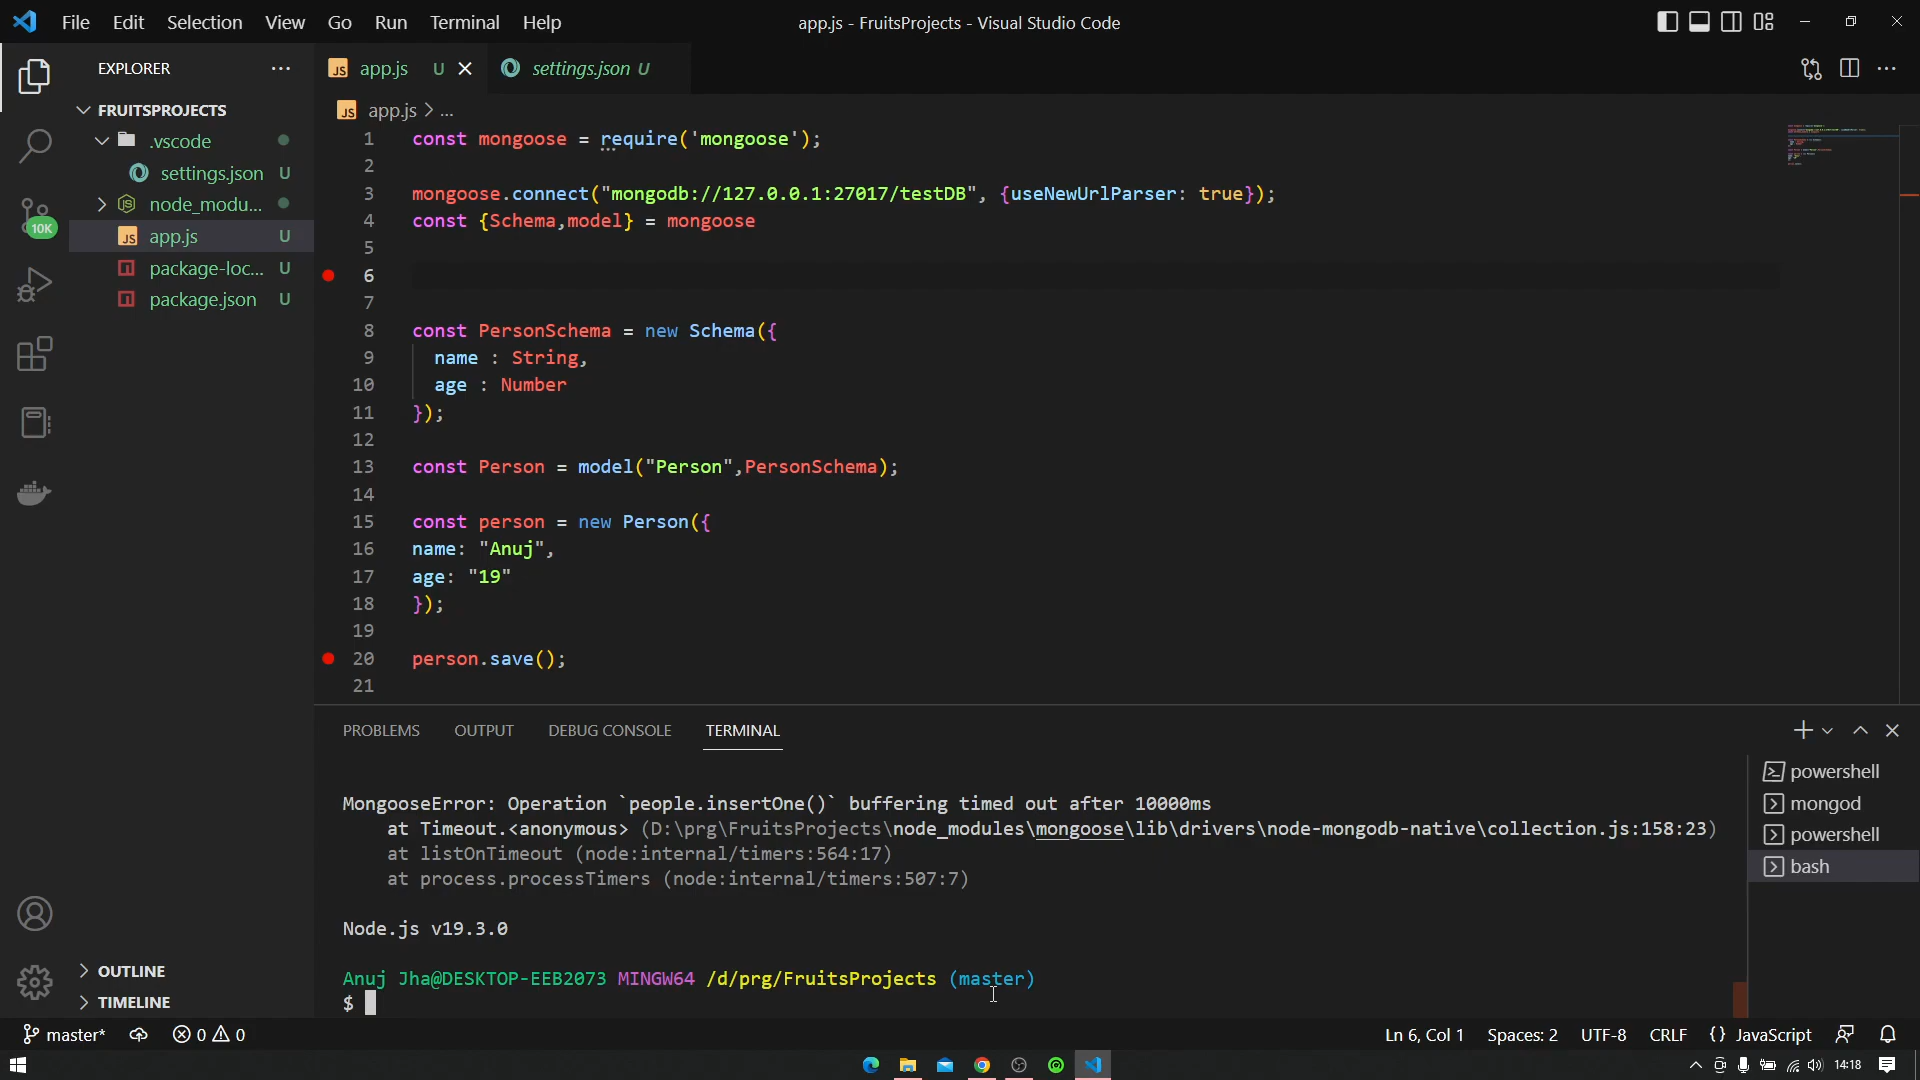 File Edit Selection View Go Run Terminal Help
app.js - FruitsProjects - Visual Studio Code
EXPLORER
FRUITSPROJECTS
.vscode
settings.json U
node_modu...
app.js U
package-loc... U
package.json U
10K
OUTLINE
TIMELINE
JS app.js U
settings.json U
JS app.js > ...
1 const mongoose = require('mongoose');
2
3 mongoose.connect("mongodb://127.0.0.1:27017/testDB", {useNewUrlParser: true});
4 const {Schema,model} = mongoose
5
6
7
8 const PersonSchema = new Schema({
9 name : String,
10 age : Number
11 });
12
13 const Person = model("Person",PersonSchema);
14
15 const person = new Person({
16 name: "Anuj",
17 age: "19"
18 });
19
20 person.save();
21
PROBLEMS OUTPUT DEBUG CONSOLE TERMINAL
MongooseError: Operation `people.insertOne()` buffering timed out after 10000ms
at Timeout.<anonymous> (D:\prg\FruitsProjects\node_modules\mongoose\lib\drivers\node-mongodb-native\collection.js:158:23)
at listOnTimeout (node:internal/timers:564:17)
at process.processTimers (node:internal/timers:507:7)
Node.js v19.3.0
Anuj Jha@DESKTOP-EEB2073 MINGW64 /d/prg/FruitsProjects (master)
$
powershell
mongod
powershell
bash
master* 0 0
Ln 6, Col 1 Spaces: 2 UTF-8 CRLF {} JavaScript
14:18